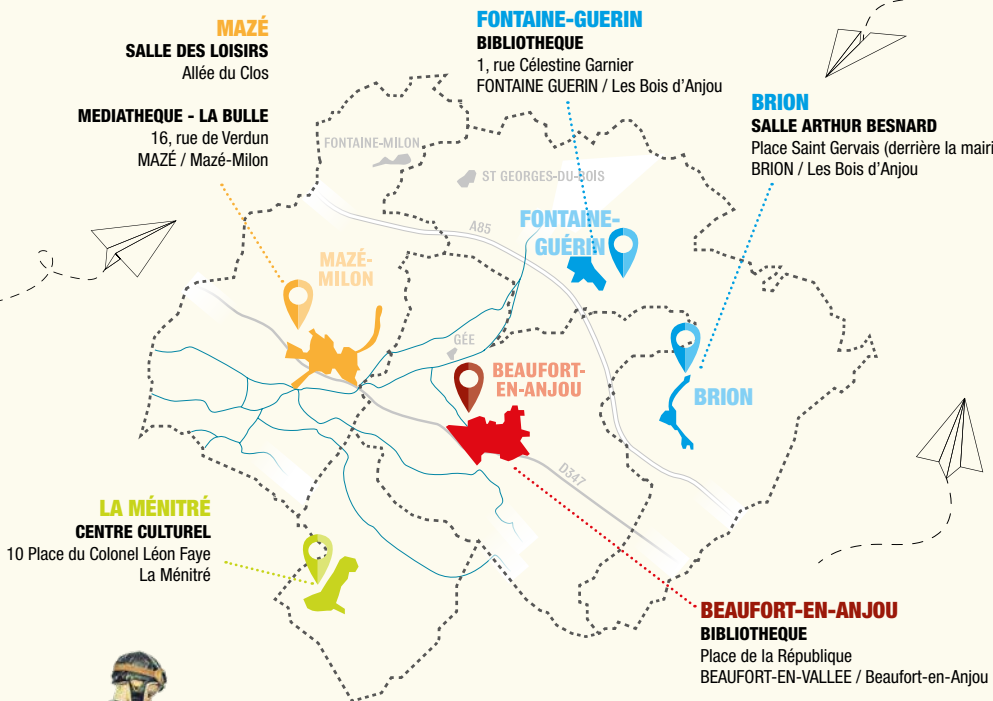 MAZÉ
SALLE DES LOISIRS
Allée du Clos
MEDIATHEQUE - LA BULLE
16, rue de Verdun
MAZÉ / Mazé-Milon
FONTAINE-GUERIN
BIBLIOTHEQUE
1, rue Célestine Garnier
FONTAINE GUERIN / Les Bois d'Anjou
BRION
SALLE ARTHUR BESNARD
Place Saint Gervais (derrière la mairi
BRION / Les Bois d'Anjou
FONTAINE-MILON
ST GEORGES-DU-BOIS
A85
FONTAINE-
GUÉRIN
MAZÉ-
MILON
GÉE
BEAUFORT-
EN-ANJOU
BRION
D347
LA MÉNITRÉ
CENTRE CULTUREL
10 Place du Colonel Léon Faye
La Ménitré
BEAUFORT-EN-ANJOU
BIBLIOTHEQUE
Place de la République
BEAUFORT-EN-VALLEE / Beaufort-en-Anjou